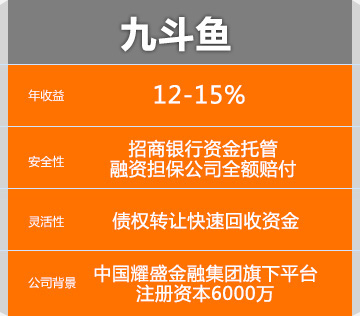 九斗鱼
年收益
12-15%
安全性
招商银行资金托管
融资担保公司全额赔付
灵活性
债权转让快速回收资金
公司背景
中国耀盛金融集团旗下平台
注册资本6000万